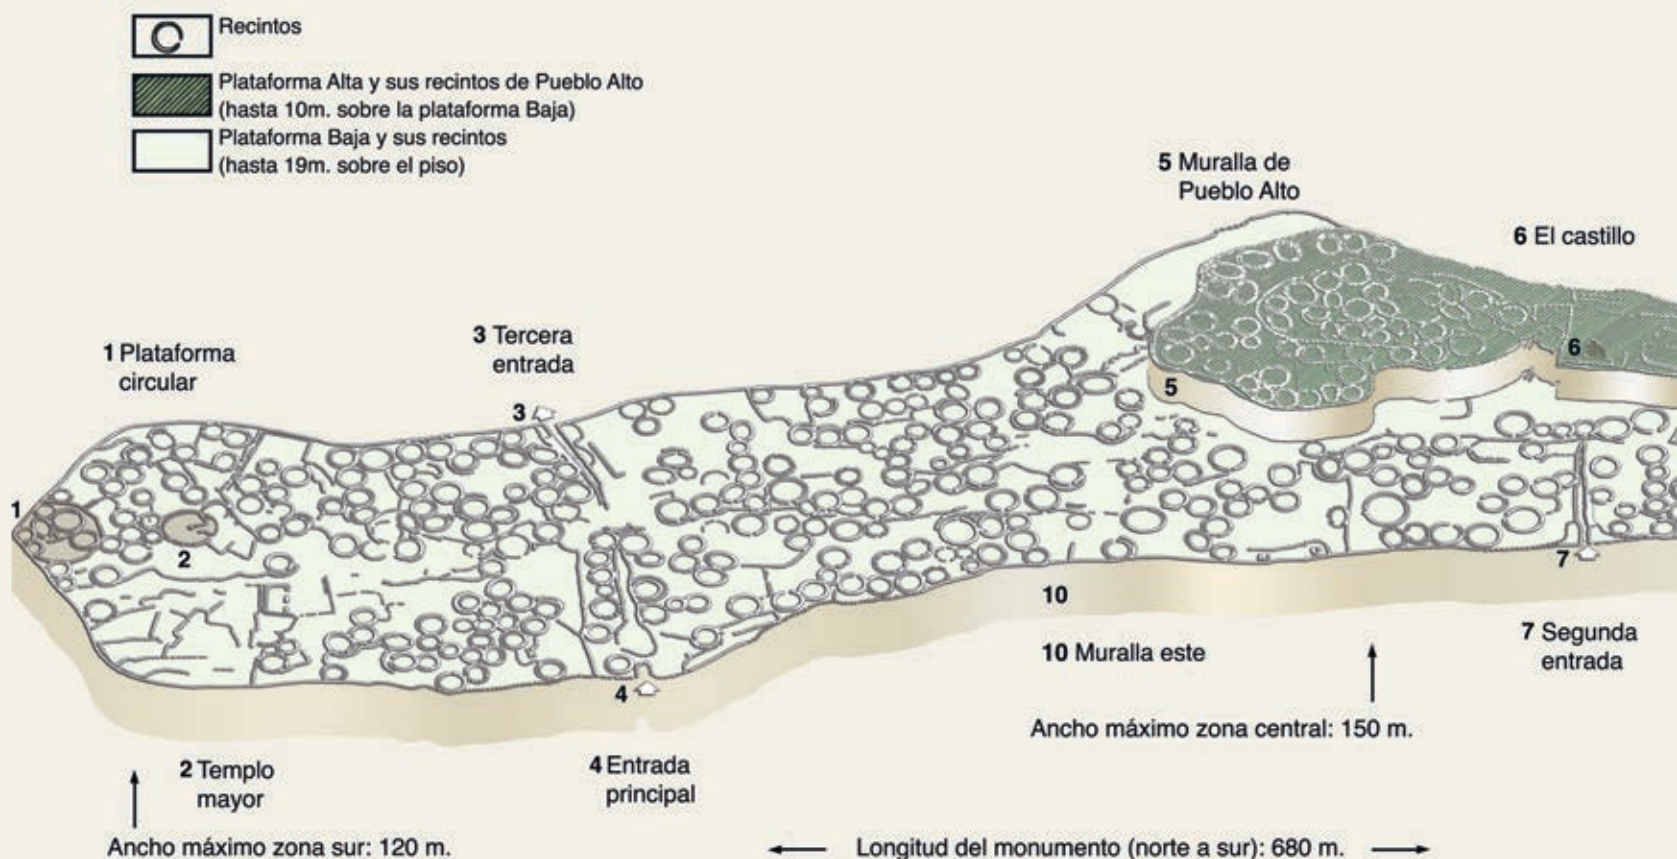 Recintos
Plataforma Alta y sus recintos de Pueblo Alto
(hasta 10m. sobre la plataforma Baja)
Plataforma Baja y sus recintos
(hasta 19m. sobre el piso)
5 Muralla de
Pueblo Alto
6 El castillo
1 Plataforma
circular
3 Tercera
entrada
6
5
3
1
2
7
10
4
7 Segunda
entrada
10 Muralla este
Ancho máximo zona central: 150 m.
2 Templo
mayor
4 Entrada
principal
Ancho máximo zona sur: 120 m.
Longitud del monumento (norte a sur): 680 m.